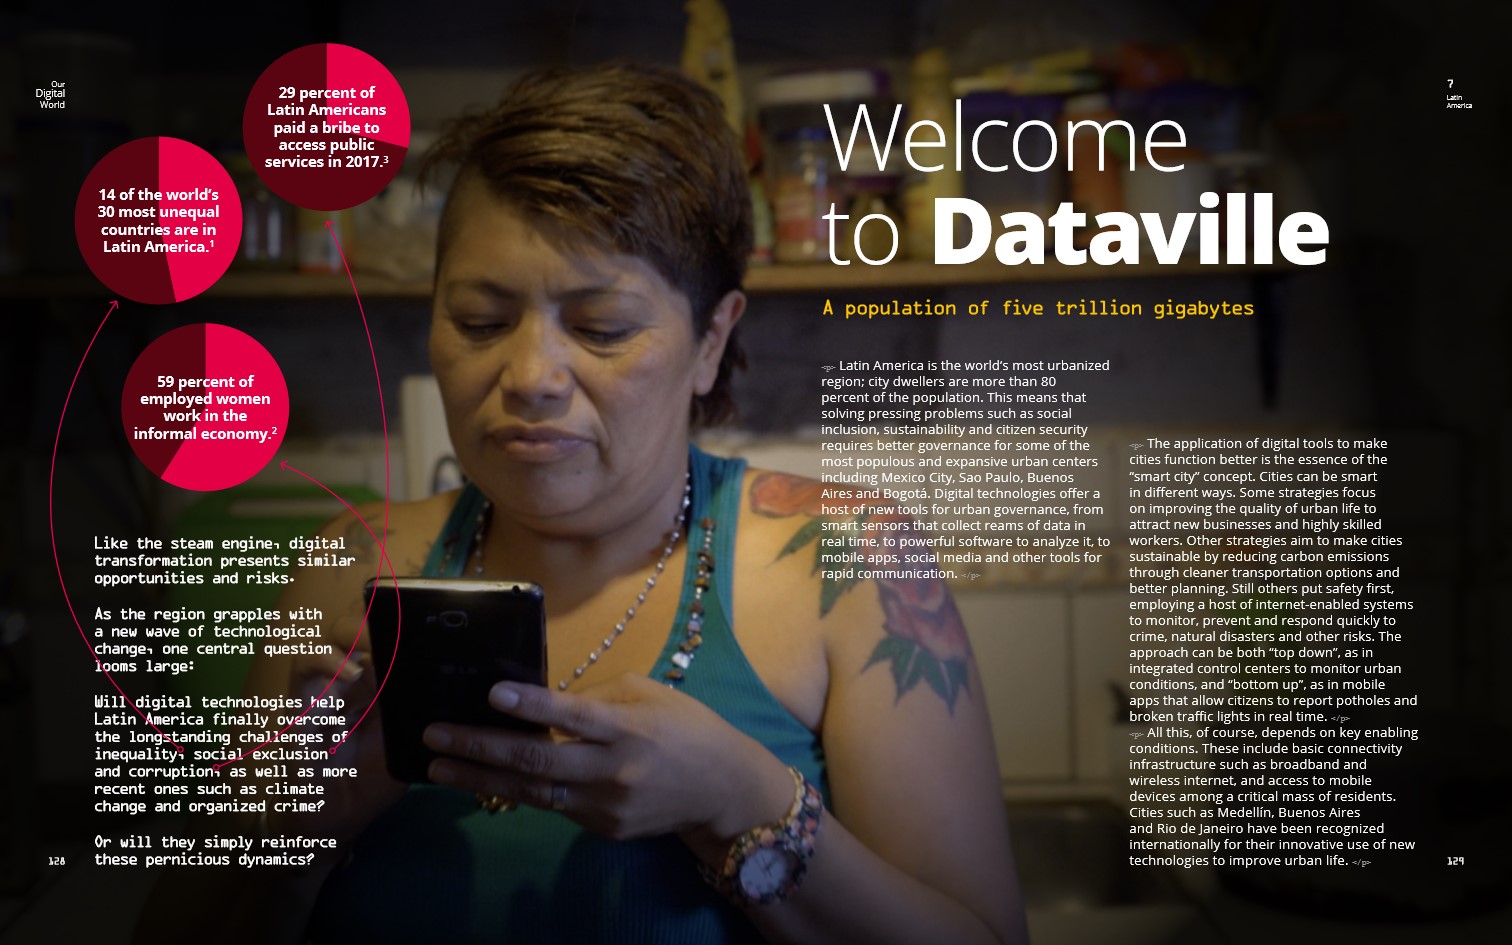 Our
Digital
World
29 percent of
Latin Americans
paid a bribe to
access public
services in 2017.³
14 of the world's
30 most unequal
countries are in
Latin America.¹
59 percent of
employed women
work in the
informal economy.²
Like the steam engine, digital
transformation presents similar
opportunities and risks.
As the region grapples with
a new wave of technological
change, one central question
looms large:
Will digital technologies help
Latin America finally overcome
the longstanding challenges of
inequality, social exclusion
and corruption, as well as more
recent ones such as climate
change and organized crime?
Or will they simply reinforce
these pernicious dynamics?
128
7
Latin
America
Welcome
to Dataville
A population of five trillion gigabytes
<p> Latin America is the world's most urbanized
region; city dwellers are more than 80
percent of the population. This means that
solving pressing problems such as social
inclusion, sustainability and citizen security
requires better governance for some of the
most populous and expansive urban centers
including Mexico City, Sao Paulo, Buenos
Aires and Bogotá. Digital technologies offer a
host of new tools for urban governance, from
smart sensors that collect reams of data in
real time, to powerful software to analyze it, to
mobile apps, social media and other tools for
rapid communication. </p>
<p> The application of digital tools to make
cities function better is the essence of the
"smart city" concept. Cities can be smart
in different ways. Some strategies focus
on improving the quality of urban life to
attract new businesses and highly skilled
workers. Other strategies aim to make cities
sustainable by reducing carbon emissions
through cleaner transportation options and
better planning. Still others put safety first,
employing a host of internet-enabled systems
to monitor, prevent and respond quickly to
crime, natural disasters and other risks. The
approach can be both "top down", as in
integrated control centers to monitor urban
conditions, and "bottom up", as in mobile
apps that allow citizens to report potholes and
broken traffic lights in real time. </p>
<p> All this, of course, depends on key enabling
conditions. These include basic connectivity
infrastructure such as broadband and
wireless internet, and access to mobile
devices among a critical mass of residents.
Cities such as Medellín, Buenos Aires
and Rio de Janeiro have been recognized
internationally for their innovative use of new
technologies to improve urban life. </p>
129